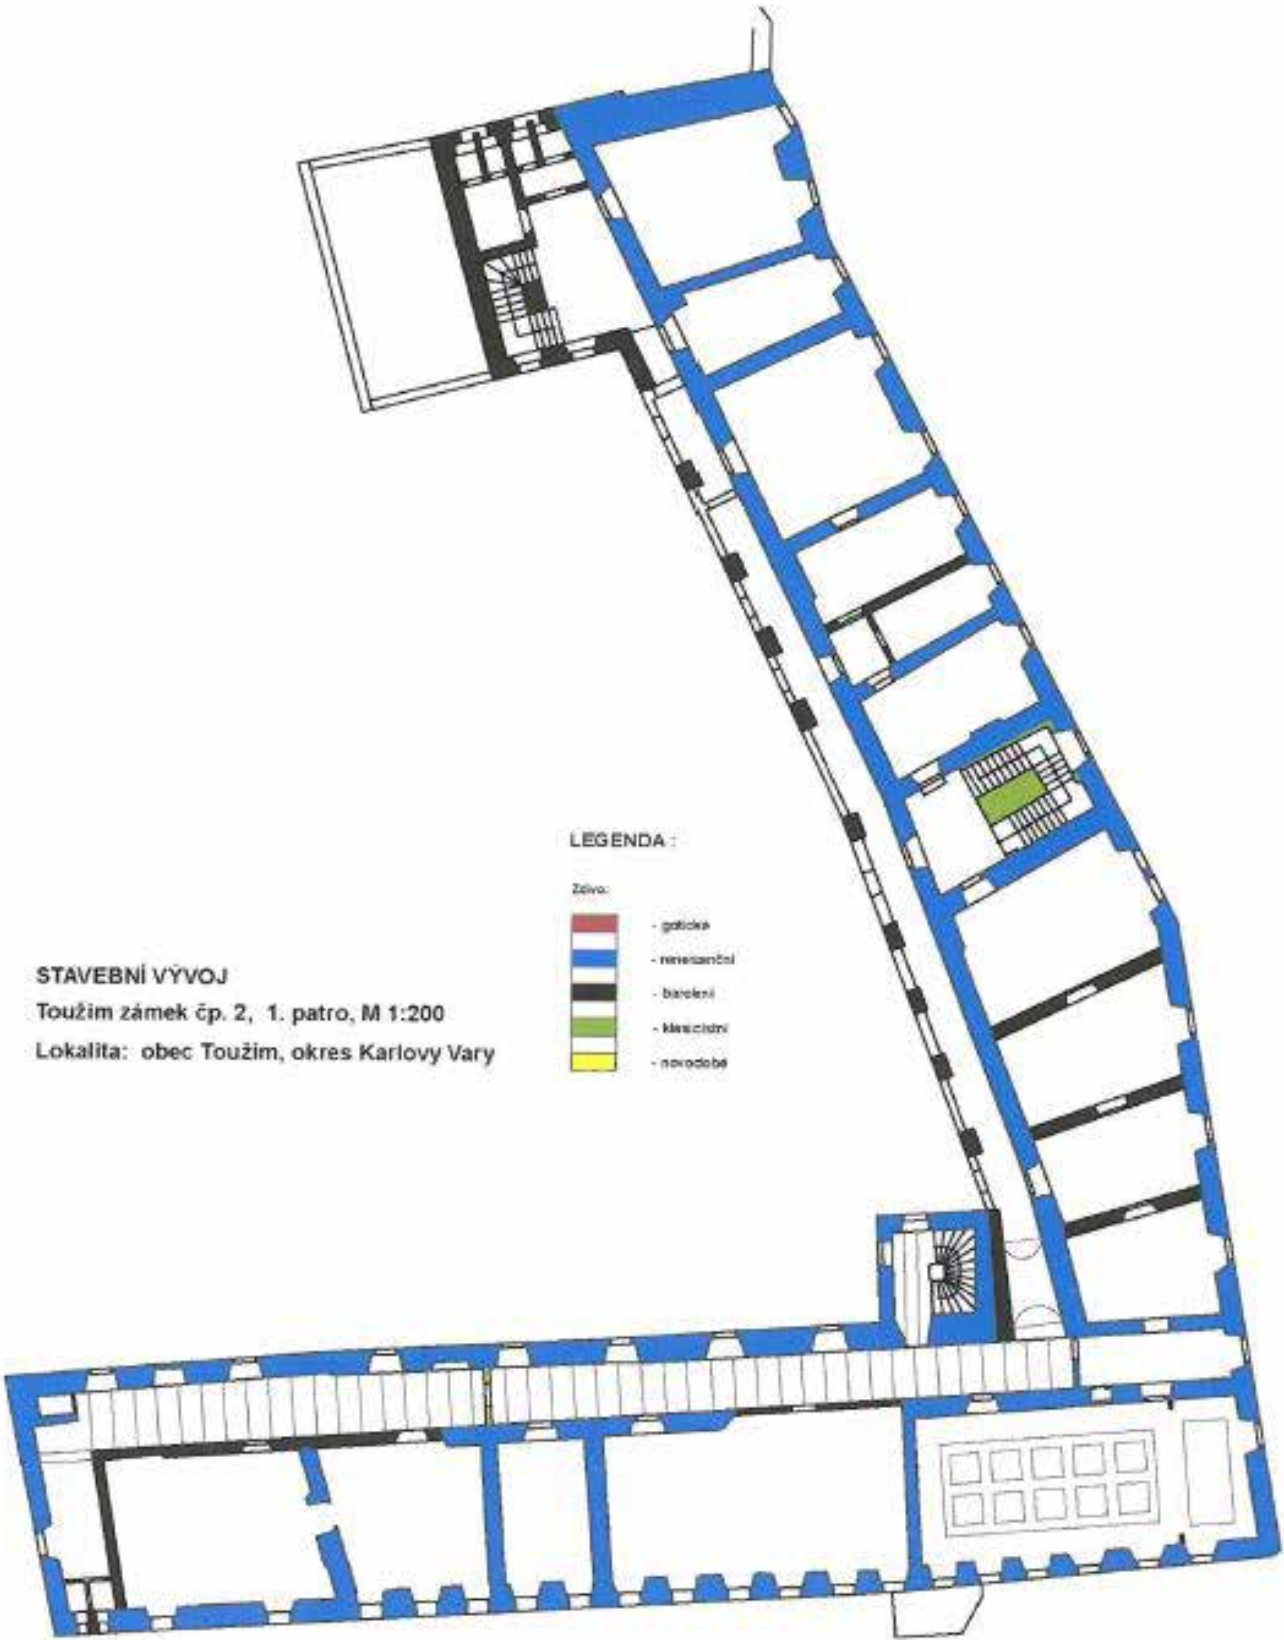 LEGENDA :
Zdivo:
- gotické
- renesanční
- barokní
- klasicistní
- novodobé
STAVEBNÍ VÝVOJ
Toužim zámek čp. 2, 1. patro, M 1:200
Lokalita: obec Toužim, okres Karlovy Vary